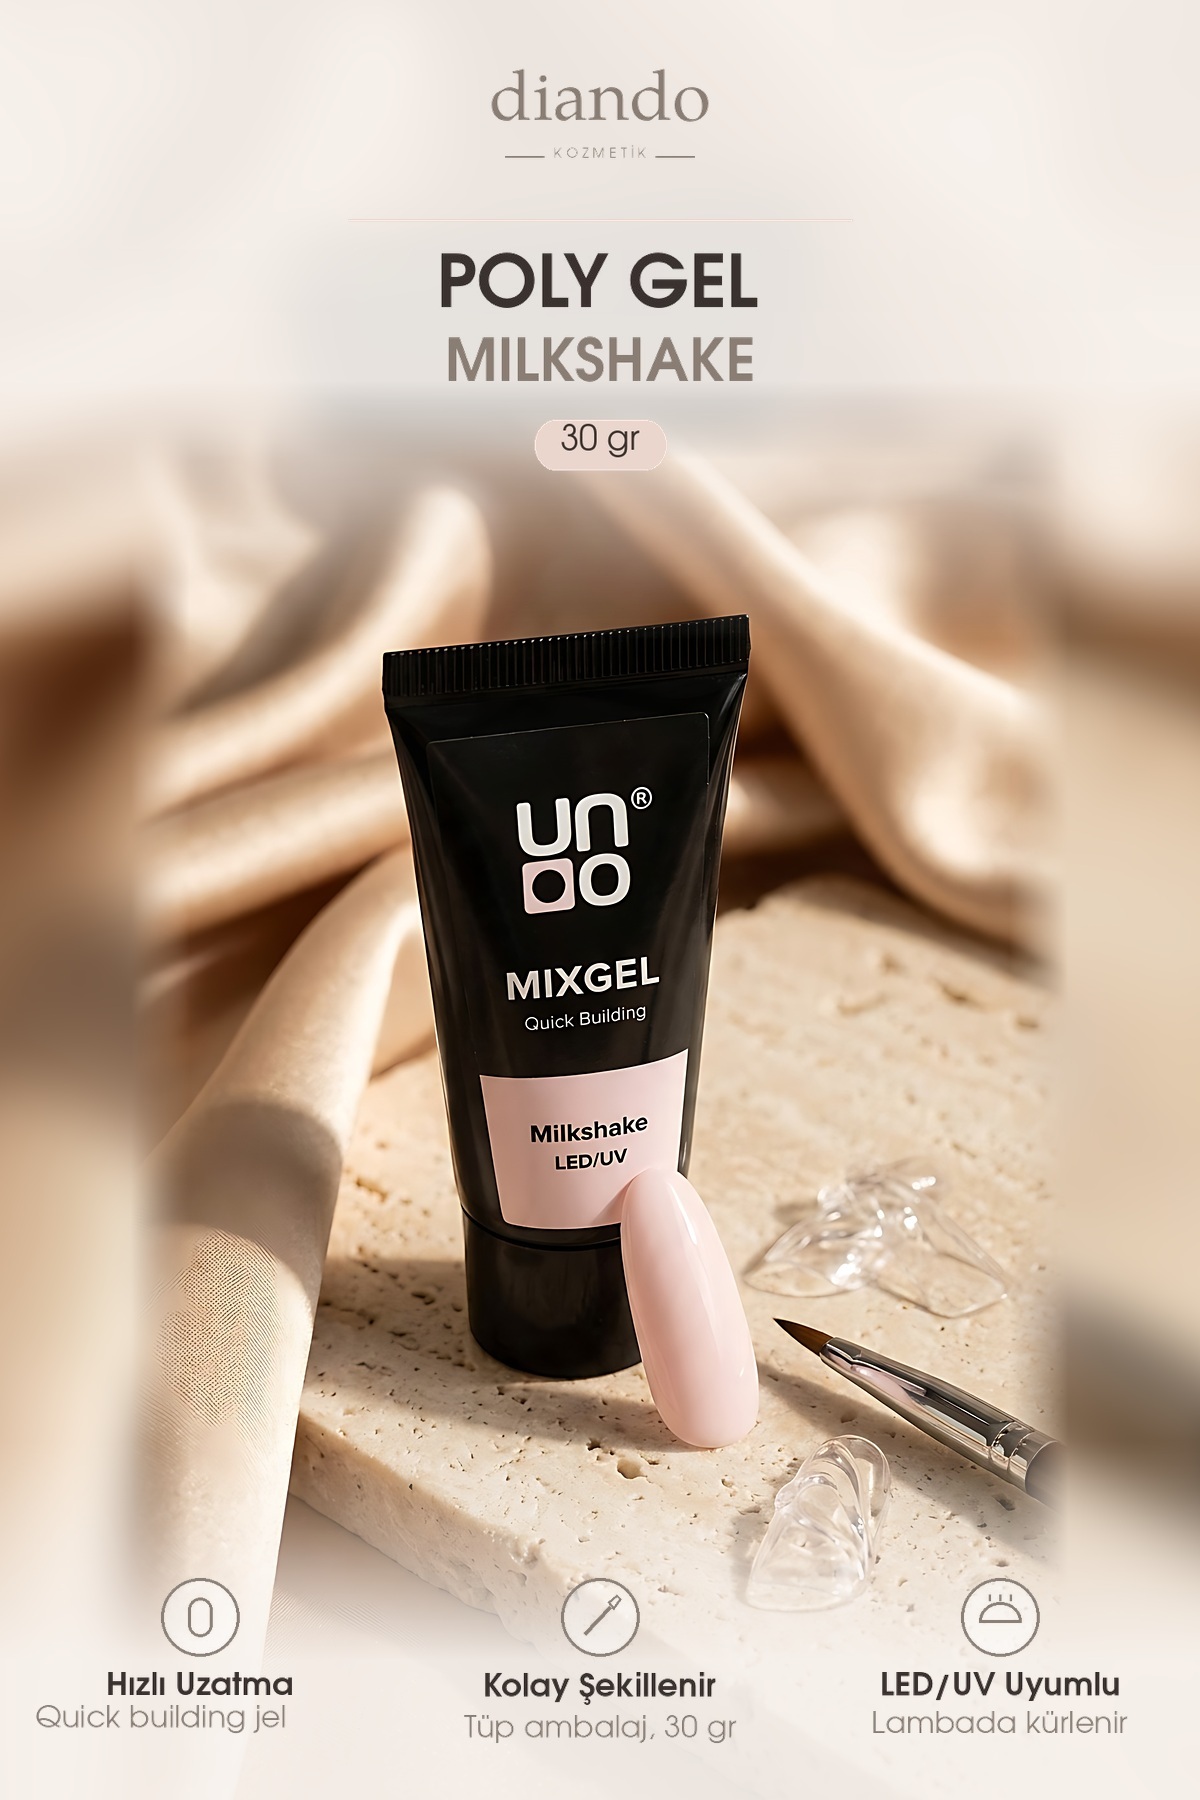 diando
KOZMETİK
POLY GEL
MILKSHAKE
30 gr
un®
do
MIXGEL
Quick Building
Milkshake
LED/UV
Hızlı Uzatma
Quick building jel
Kolay Şekillenir
Tüp ambalaj, 30 gr
LED/UV Uyumlu
Lambada kürlenir